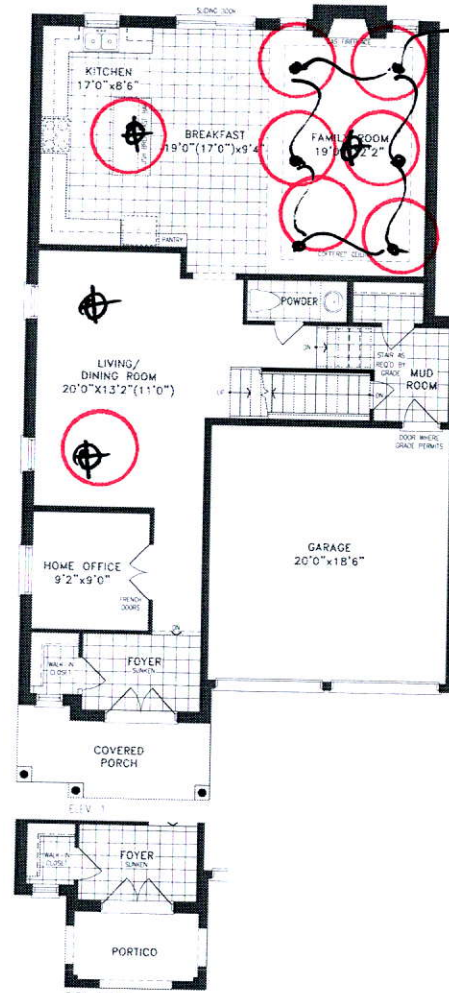 SLIDING DOOR
GAS FIREPLACE
KITCHEN
17'0"x8'6"
BREAKFAST
19'0"(17'0")x9'4"
FAMILY ROOM
PANTRY
COFFERED CEILING
POWDER
DN
STAIR AS
REQ'D BY
GRADE
MUD
ROOM
LIVING/
DINING ROOM
20'0"X13'2"(11'0")
UP
DN
DOOR WHERE
GRADE PERMITS
GARAGE
20'0"x18'6"
HOME OFFICE
9'2"x9'0"
FRENCH
DOORS
DN
WALK-IN
CLOSET
FOYER
SUNKEN
COVERED
PORCH
ELEV. 1
WALK-IN
CLOSET
FOYER
SUNKEN
PORTICO